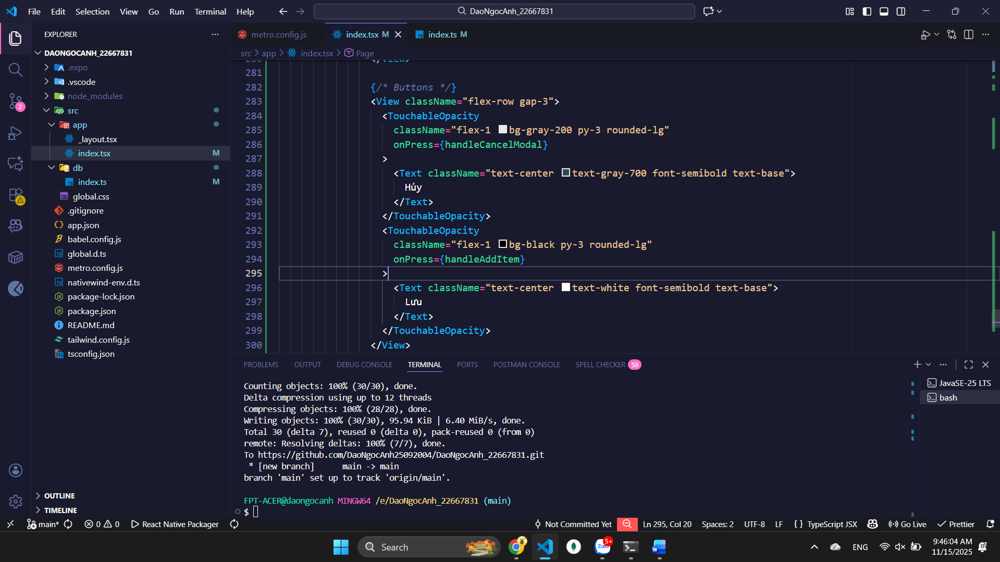 File Edit Selection View Go Run Terminal Help
DaoNgocAnh_22667831
EXPLORER
DAONGOCANH_22667831
.expo
.vscode
node_modules
src
app
_layout.tsx
index.tsx M
db
index.ts M
global.css
.gitignore
app.json
babel.config.js
global.d.ts
metro.config.js
nativewind-env.d.ts
package-lock.json
package.json
README.md
tailwind.config.js
tsconfig.json
OUTLINE
TIMELINE
2
metro.config.js
index.tsx M
index.ts M
src > app > index.tsx > Page
280 </View>
281
282 {/* Buttons */}
283 <View className="flex-row gap-3">
284 <TouchableOpacity
285 className="flex-1 bg-gray-200 py-3 rounded-lg"
286 onPress={handleCancelModal}
287 >
288 <Text className="text-center text-gray-700 font-semibold text-base">
289 Hủy
290 </Text>
291 </TouchableOpacity>
292 <TouchableOpacity
293 className="flex-1 bg-black py-3 rounded-lg"
294 onPress={handleAddItem}
295 >
296 <Text className="text-center text-white font-semibold text-base">
297 Lưu
298 </Text>
299 </TouchableOpacity>
300 </View>
PROBLEMS OUTPUT DEBUG CONSOLE TERMINAL PORTS POSTMAN CONSOLE SPELL CHECKER 58
Counting objects: 100% (30/30), done.
Delta compression using up to 12 threads
Compressing objects: 100% (28/28), done.
Writing objects: 100% (30/30), 95.94 KiB | 6.40 MiB/s, done.
Total 30 (delta 7), reused 0 (delta 0), pack-reused 0 (from 0)
remote: Resolving deltas: 100% (7/7), done.
To https://github.com/DaoNgocAnh25092004/DaoNgocAnh_22667831.git
* [new branch] main -> main
branch 'main' set up to track 'origin/main'.
FPT-ACER@daongocanh MINGW64 /e/DaoNgocAnh_22667831 (main)
$
JavaSE-25 LTS
bash
main* 0 0 React Native Packager
Not Committed Yet Ln 295, Col 20 Spaces: 2 UTF-8 LF { } TypeScript JSX Go Live Prettier
Search
Zalo
5+
ENG
9:46:04 AM
11/15/2025